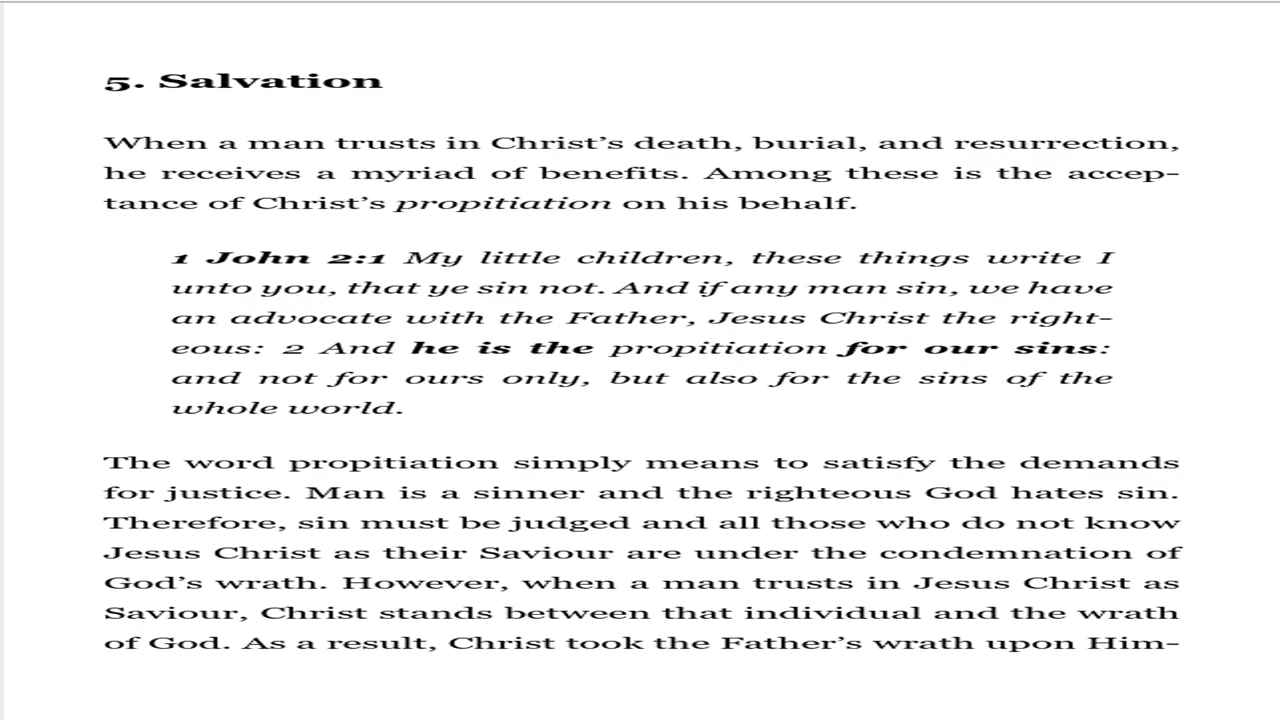 5. Salvation
When a man trusts in Christ’s death, burial, and resurrection,
he receives a myriad of benefits. Among these is the accep-
tance of Christ’s propitiation on his behalf.
1 John 2:1 My little children, these things write I
unto you, that ye sin not. And if any man sin, we have
an advocate with the Father, Jesus Christ the right-
eous: 2 And he is the propitiation for our sins:
and not for ours only, but also for the sins of the
whole world.
The word propitiation simply means to satisfy the demands
for justice. Man is a sinner and the righteous God hates sin.
Therefore, sin must be judged and all those who do not know
Jesus Christ as their Saviour are under the condemnation of
God’s wrath. However, when a man trusts in Jesus Christ as
Saviour, Christ stands between that individual and the wrath
of God. As a result, Christ took the Father’s wrath upon Him-